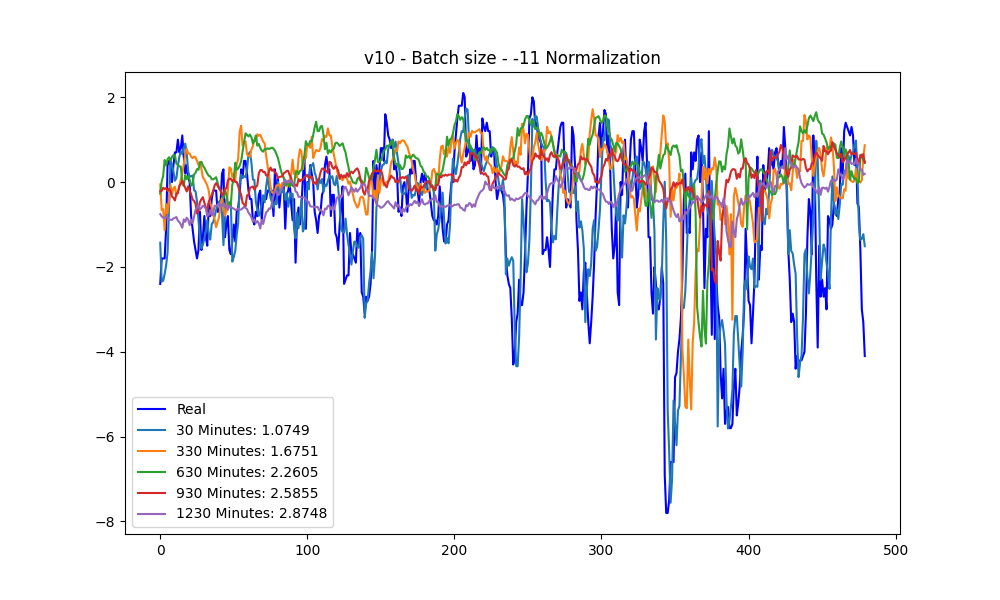 v10 - Batch size - -11 Normalization
2
0
−2
−4
−6
−8
Real
30 Minutes: 1.0749
330 Minutes: 1.6751
630 Minutes: 2.2605
930 Minutes: 2.5855
1230 Minutes: 2.8748
0 100 200 300 400 500